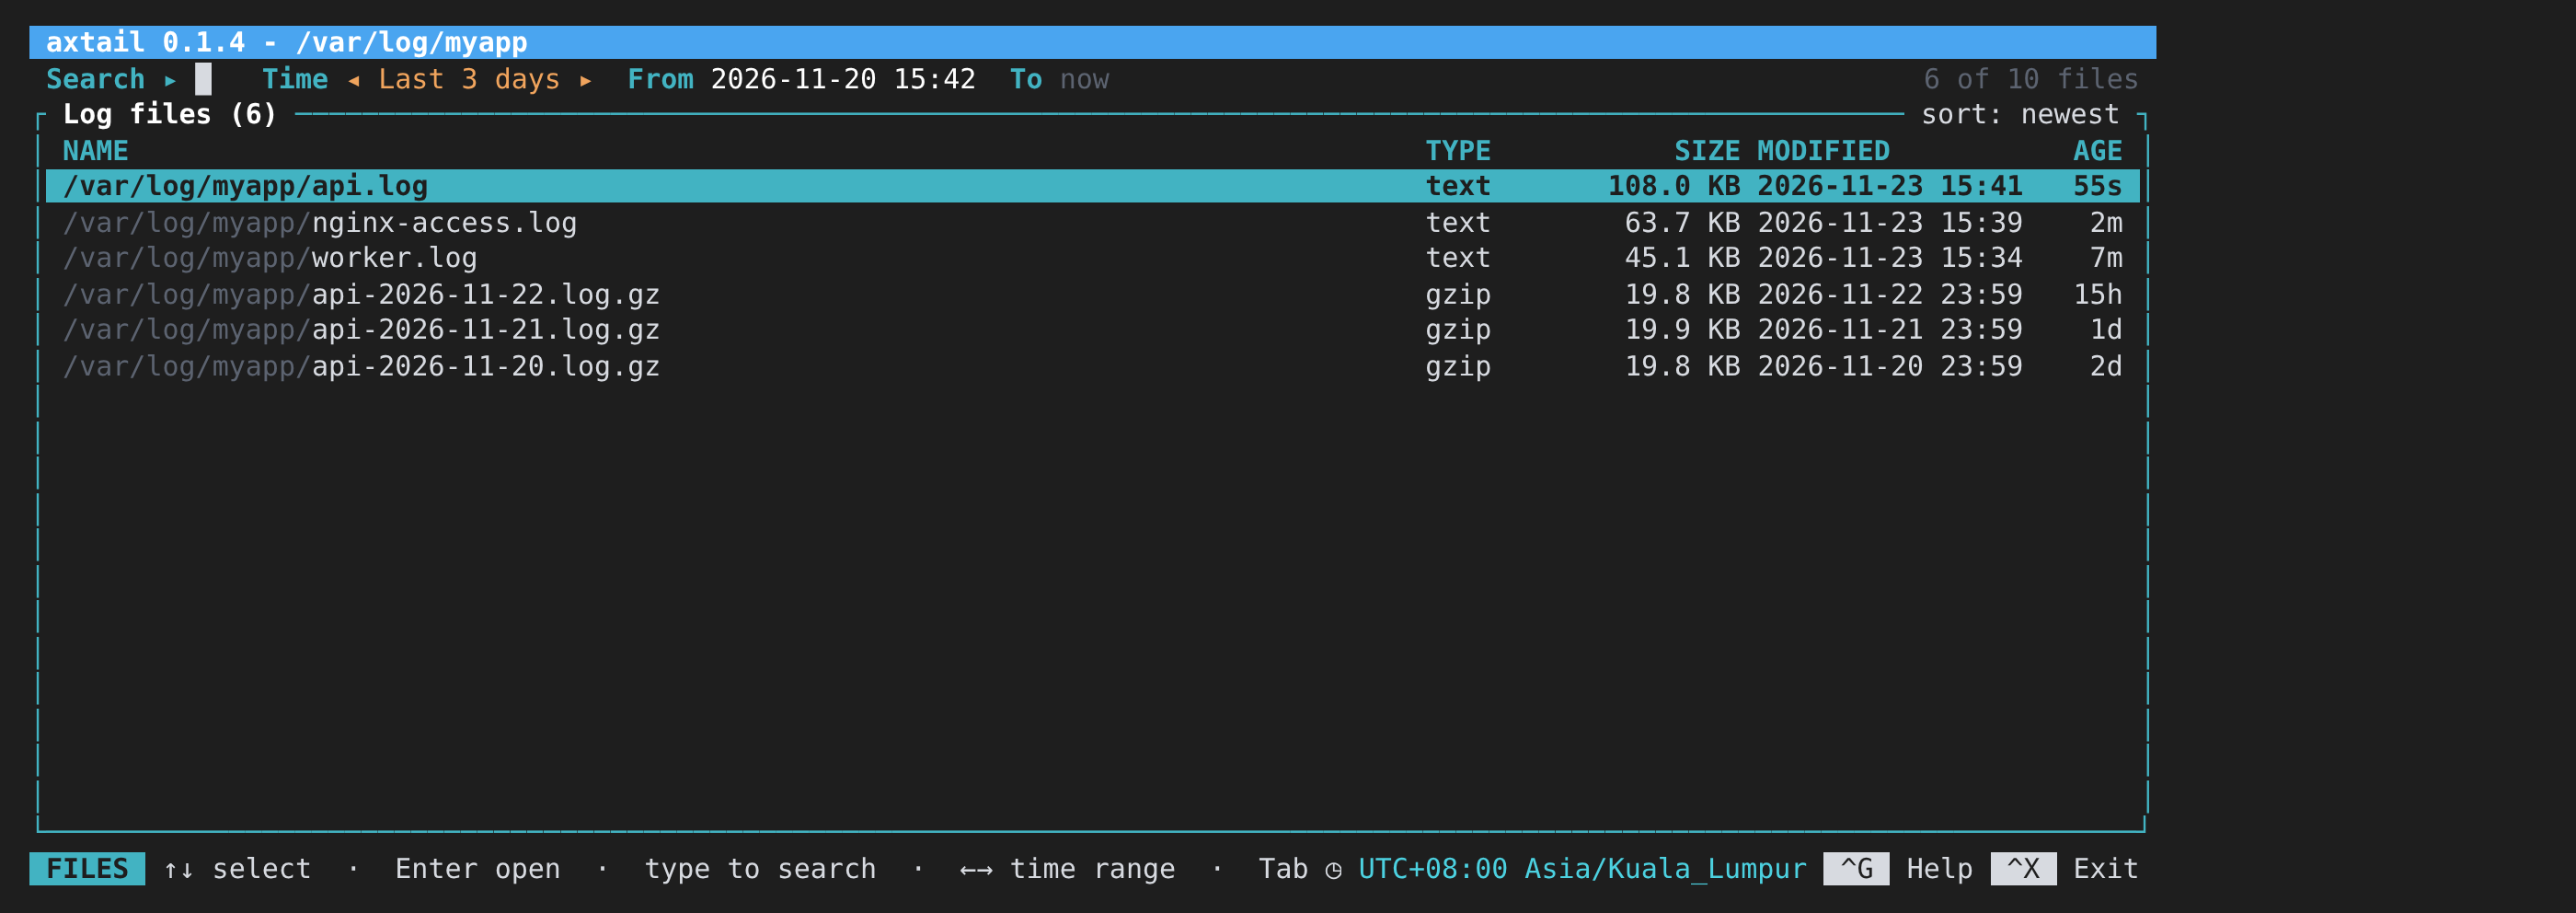 axtail 0.1.4 - /var/log/myapp
Search ▸ Time ◂ Last 3 days ▸ From 2026-11-20 15:42 To now 6 of 10 files
Log files (6) sort: newest
NAME TYPE SIZE MODIFIED AGE
/var/log/myapp/api.log text 108.0 KB 2026-11-23 15:41 55s
/var/log/myapp/nginx-access.log text 63.7 KB 2026-11-23 15:39 2m
/var/log/myapp/worker.log text 45.1 KB 2026-11-23 15:34 7m
/var/log/myapp/api-2026-11-22.log.gz gzip 19.8 KB 2026-11-22 23:59 15h
/var/log/myapp/api-2026-11-21.log.gz gzip 19.9 KB 2026-11-21 23:59 1d
/var/log/myapp/api-2026-11-20.log.gz gzip 19.8 KB 2026-11-20 23:59 2d
FILES ↑↓ select · Enter open · type to search · ←→ time range · Tab ◷ UTC+08:00 Asia/Kuala_Lumpur ^G Help ^X Exit